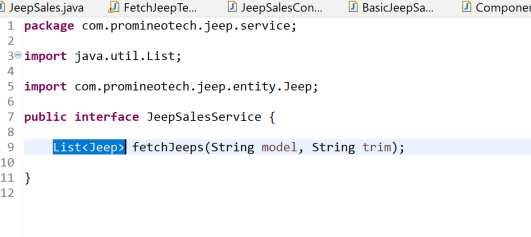 JeepSales.java FetchJeepTe... JeepSalesCon... BasicJeepSa... Componen
1 package com.promineotech.jeep.service;
2
3 import java.util.List;
4
5 import com.promineotech.jeep.entity.Jeep;
6
7 public interface JeepSalesService {
8
9 List<Jeep> fetchJeeps(String model, String trim);
10
11 }
12